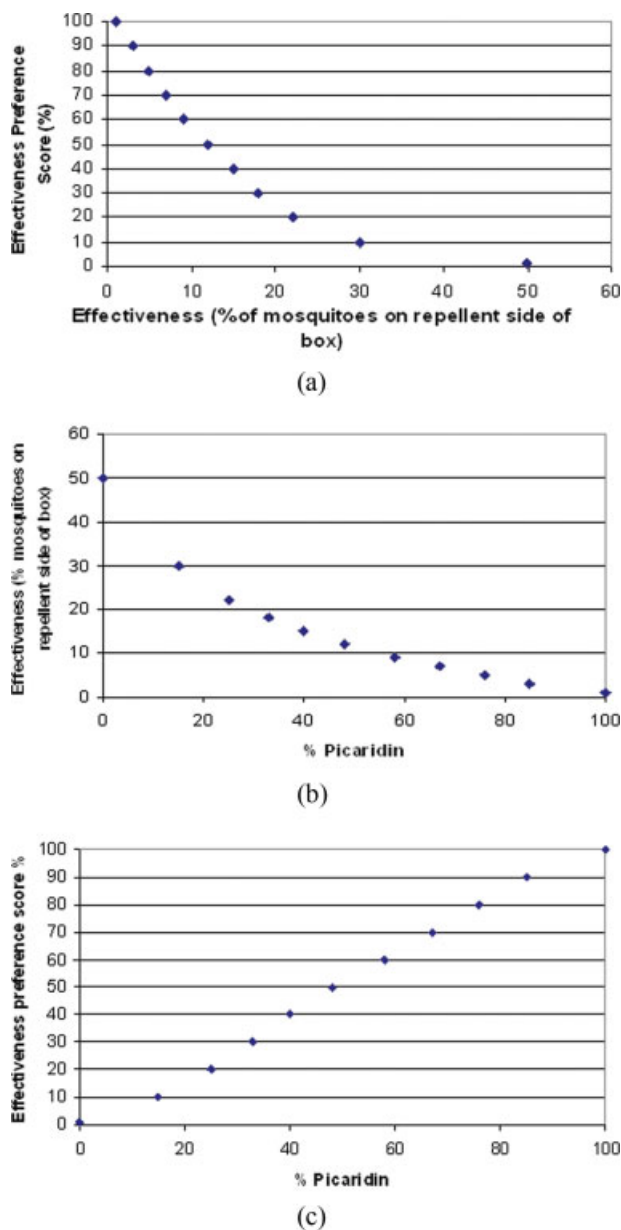 Effectiveness Preference
Score (%)
100
90
80
70
60
50
40
30
20
10
0
0 10 20 30 40 50 60
Effectiveness (%of mosquitoes on repellent side of
box)
(a)
Effectiveness (% mosquitoes on
repellent side of box)
60
50
40
30
20
10
0
0 20 40 60 80 100
% Picaridin
(b)
Effectiveness preference score %
100
90
80
70
60
50
40
30
20
10
0
0 20 40 60 80 100
% Picaridin
(c)